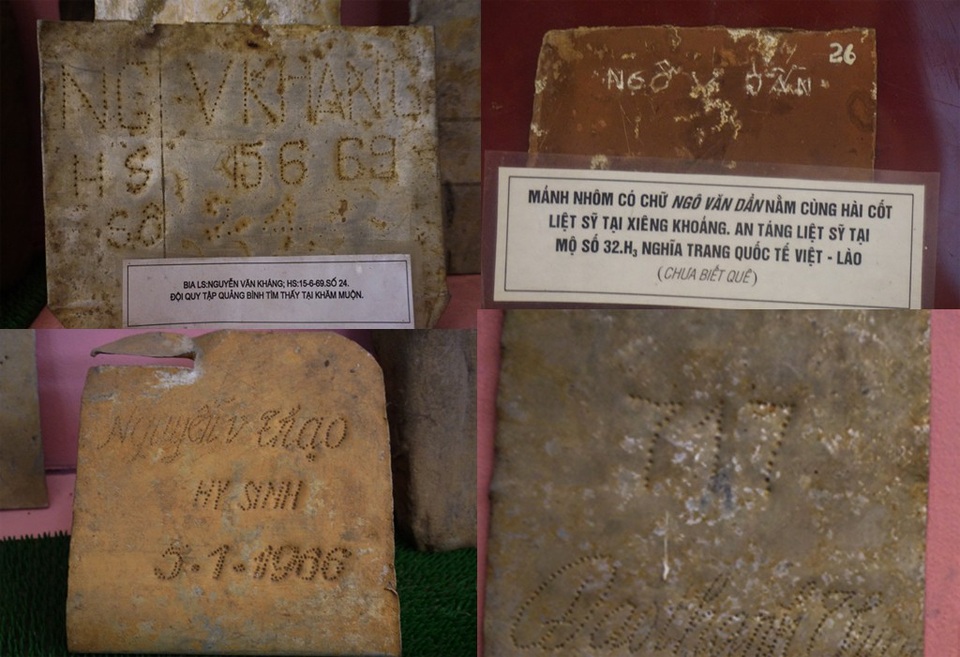 NG V KHANG
HS 15 6 69
SỐ
BIA LS:NGUYỄN VĂN KHÁNG; HS:15-6-69.SỐ 24.
ĐỘI QUY TẬP QUẢNG BÌNH TÌM THẤY TẠI KHĂM MUỘN.
26
NGÔ V DẦN
MẢNH NHÔM CÓ CHỮ NGÔ VĂN DẦN NẰM CÙNG HÀI CỐT
LIỆT SỸ TẠI XIÊNG KHOẢNG. AN TÁNG LIỆT SỸ TẠI
MỘ SỐ 32.H₃ NGHĨA TRANG QUỐC TẾ VIỆT - LÀO
(CHƯA BIẾT QUÊ)
Nguyễn V
HY SINH
5-1-1966
717